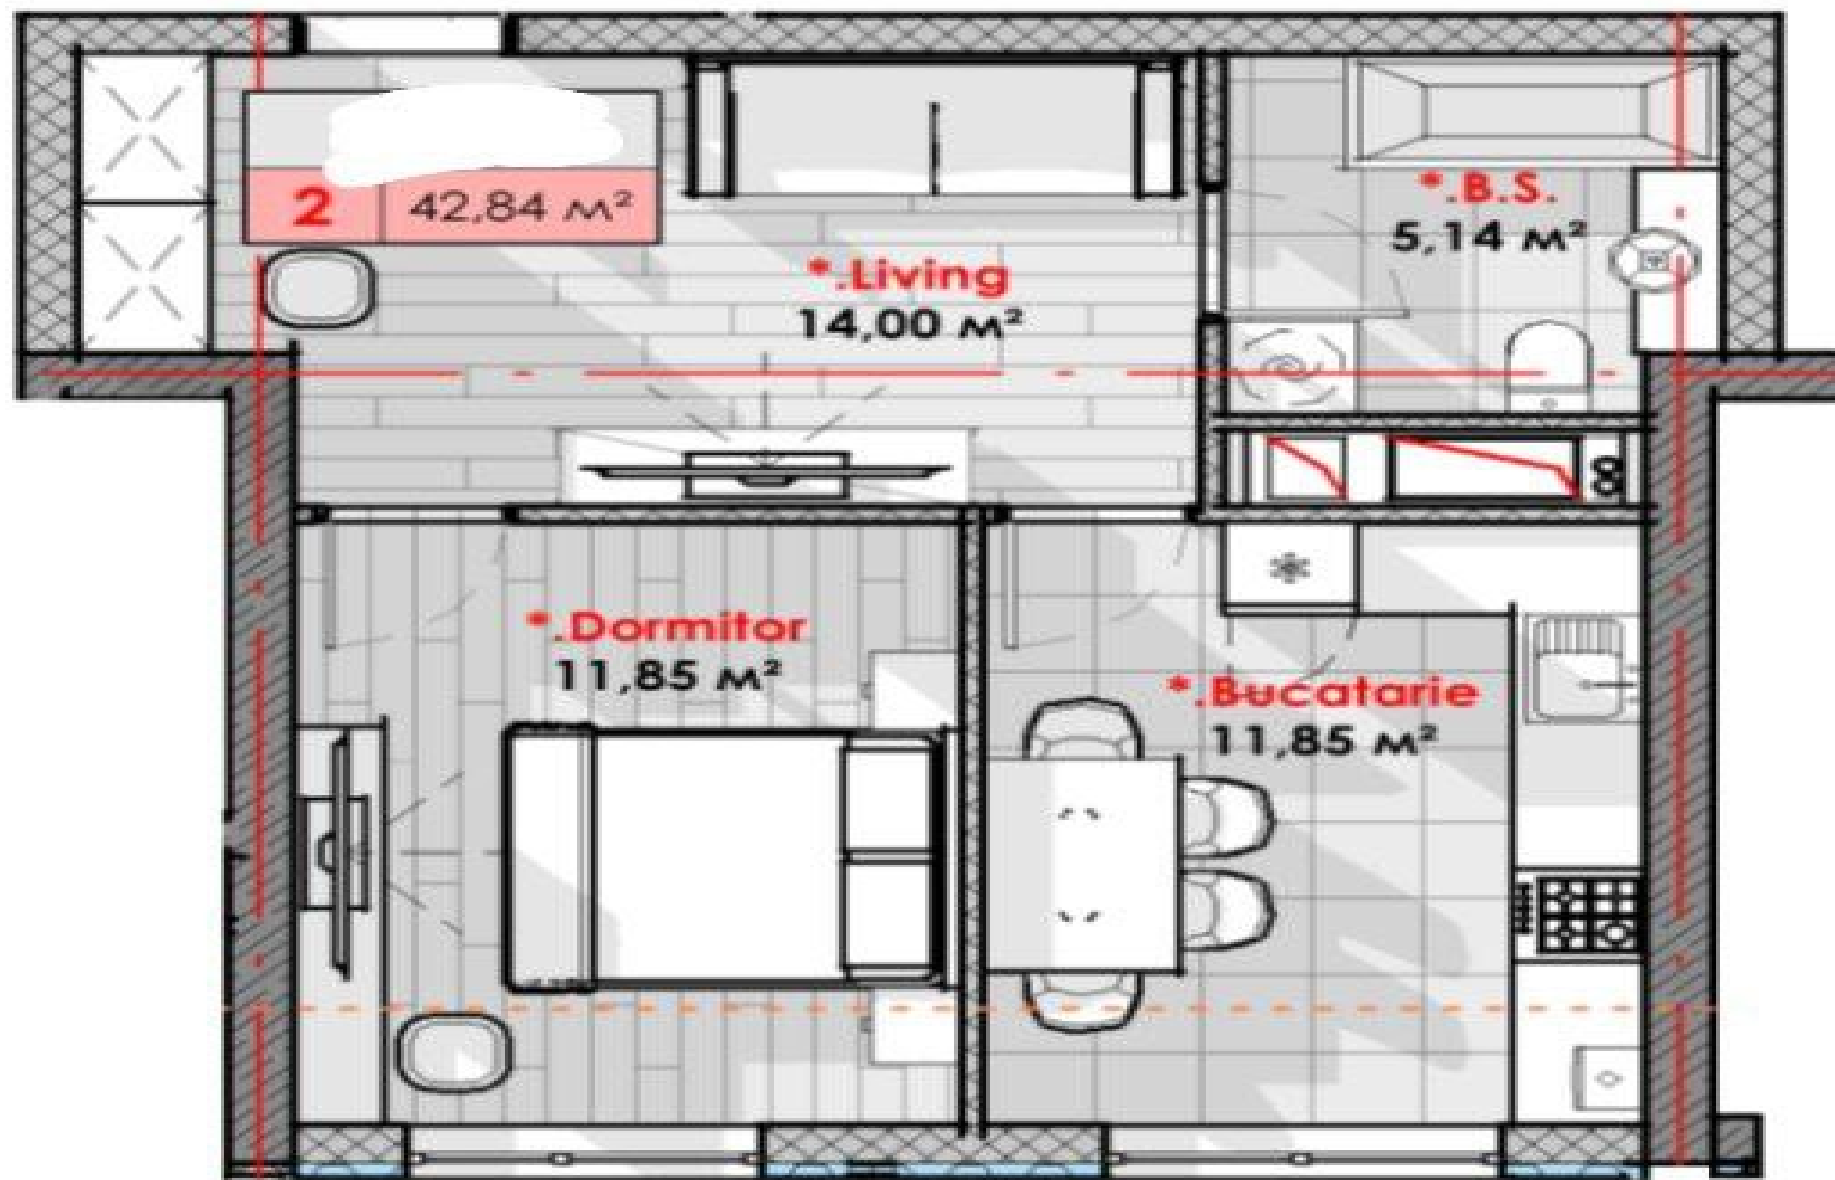 2 42,84 м²
*.Living
14,00 м²
*.B.S.
5,14 м²
8
*.Dormitor
11,85 м²
*.Bucatarie
11,85 м²